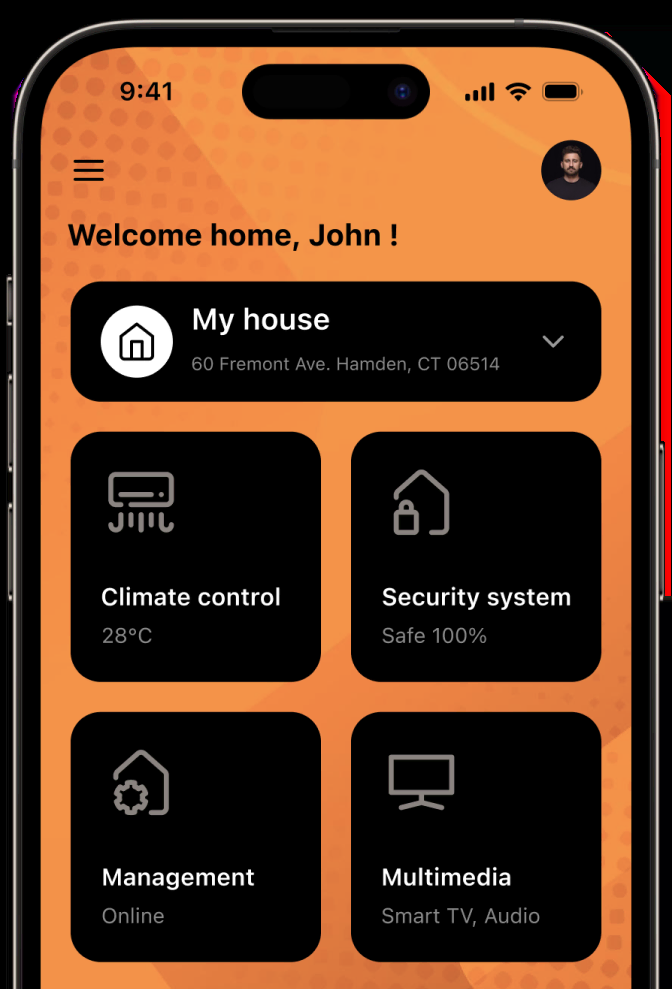 9:41
Welcome home, John !
My house
60 Fremont Ave. Hamden, CT 06514
Climate control
28°C
Security system
Safe 100%
Management
Online
Multimedia
Smart TV, Audio